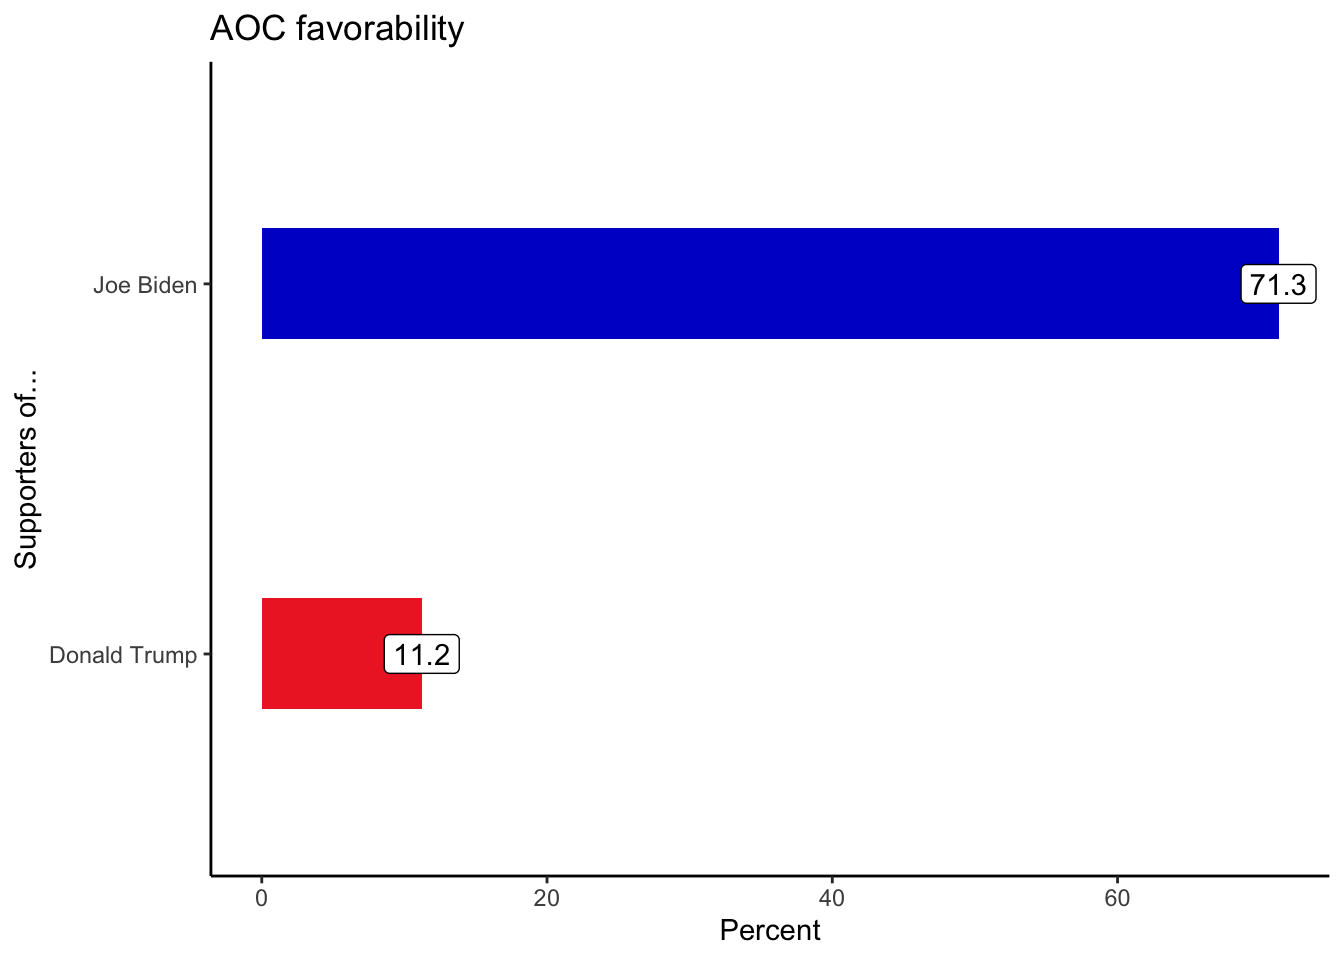 AOC favorability
Supporters of...
Joe Biden
71.3
Donald Trump
11.2
0 20 40 60
Percent